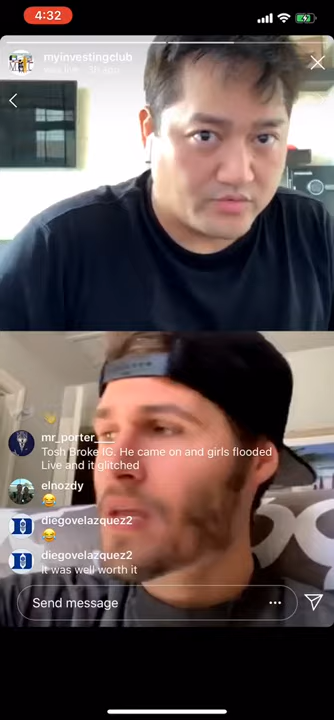 4:32
myinvestingclub
mr_porter___
Tosh Broke IG. He came on and girls flooded
Live and it glitched
elnozdy
😂
diegovelazquez2
😂
diegovelazquez2
It was well worth it
Send message